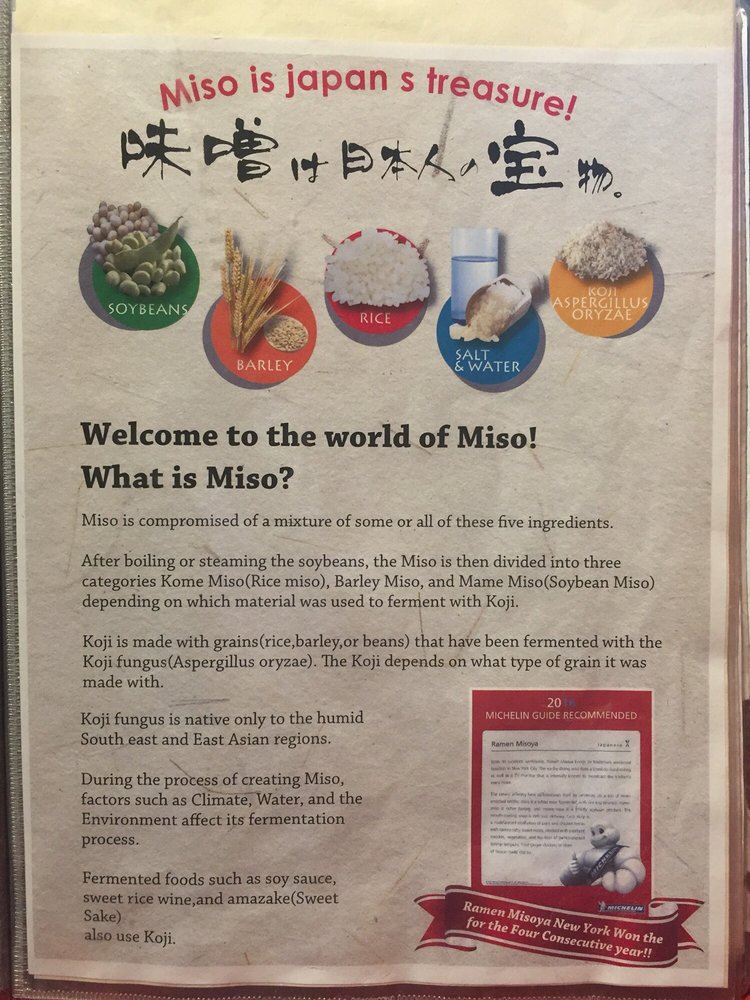 Miso is japan s treasure!
味噌は日本人の宝物。
SOYBEANS
BARLEY
RICE
SALT
& WATER
KOJI
ASPERGILLUS
ORYZAE
Welcome to the world of Miso!
What is Miso?
Miso is compromised of a mixture of some or all of these five ingredients.
After boiling or steaming the soybeans, the Miso is then divided into three
categories Kome Miso(Rice miso), Barley Miso, and Mame Miso(Soybean Miso)
depending on which material was used to ferment with Koji.
Koji is made with grains(rice,barley,or beans) that have been fermented with the
Koji fungus(Aspergillus oryzae). The Koji depends on what type of grain it was
made with.
Koji fungus is native only to the humid
South east and East Asian regions.
During the process of creating Miso,
factors such as Climate, Water, and the
Environment affect its fermentation
process.
Fermented foods such as soy sauce,
sweet rice wine,and amazake(Sweet
Sake)
also use Koji.
20
MICHELIN GUIDE RECOMMENDED
Ramen Misoya
Japanese
MICHELIN
MICHELIN
Ramen Misoya New York Won the
for the Four Consecutive year!!